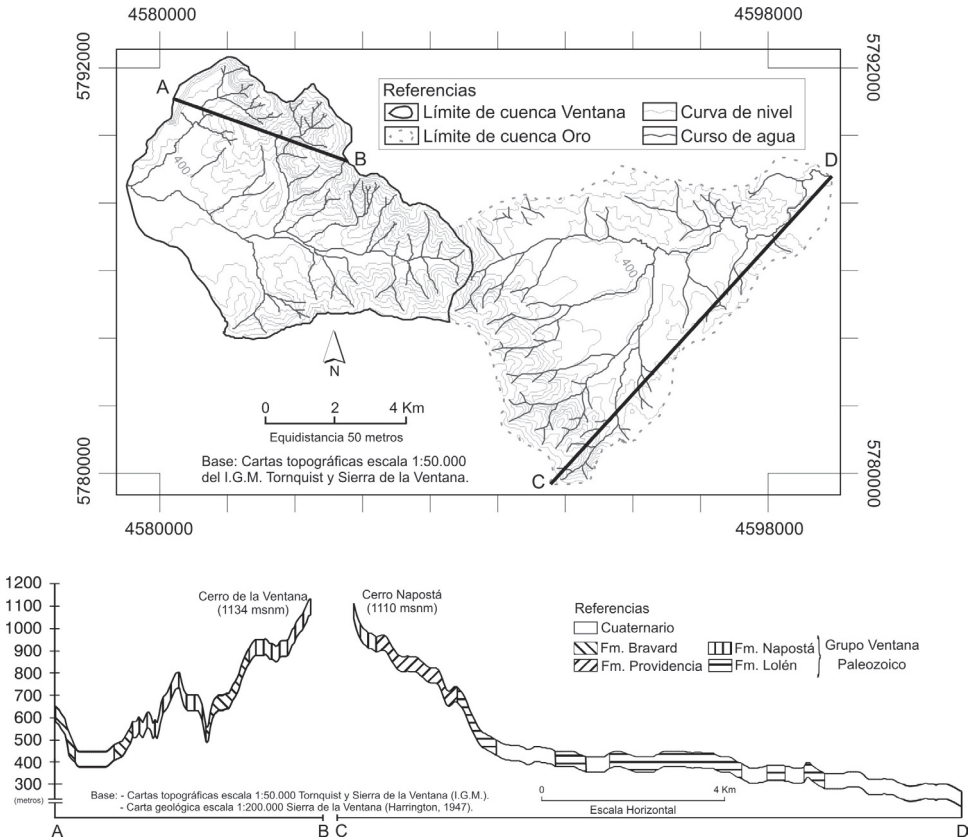 4580000
4598000
5792000
5792000
A
Referencias
Límite de cuenca Ventana
Curva de nivel
Límite de cuenca Oro
Curso de agua
B
D
400
400
N
0 2 4 Km
Equidistancia 50 metros
Base: Cartas topográficas escala 1:50.000
del I.G.M. Tornquist y Sierra de la Ventana.
C
5780000
5780000
4580000
4598000
1200
1100
1000
900
800
700
600
500
400
300
(metros)
Cerro de la Ventana
(1134 msnm)
Cerro Napostá
(1110 msnm)
Referencias
Cuaternario
Fm. Bravard
Fm. Napostá
Grupo Ventana
Fm. Providencia
Fm. Lolén
Paleozoico
Base: - Cartas topográficas escala 1:50.000 Tornquist y Sierra de la Ventana (I.G.M.).
- Carta geológica escala 1:200.000 Sierra de la Ventana (Harrington, 1947).
0 4 Km
Escala Horizontal
A B C D